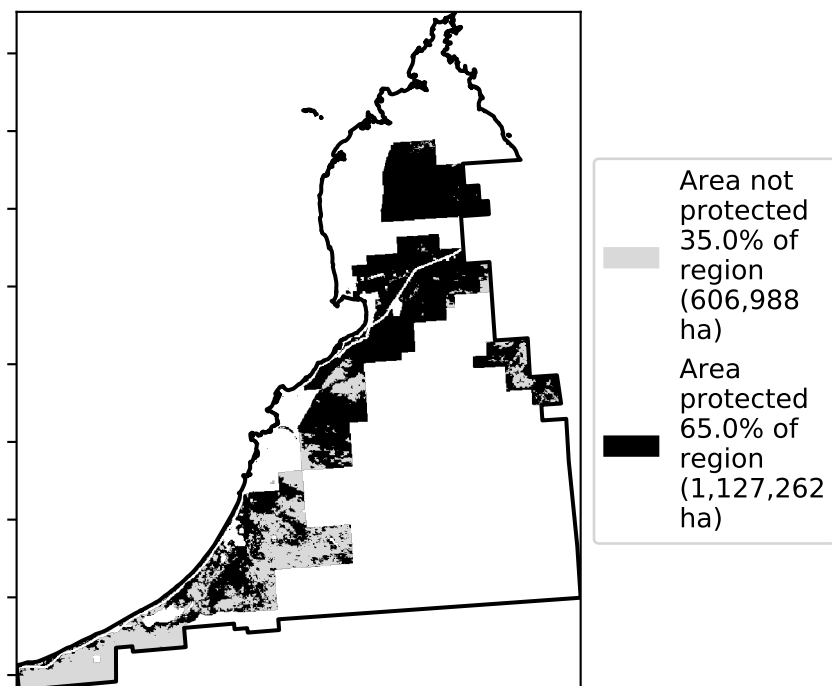 Area not
protected
35.0% of
region
(606,988
ha)
Area
protected
65.0% of
region
(1,127,262
ha)